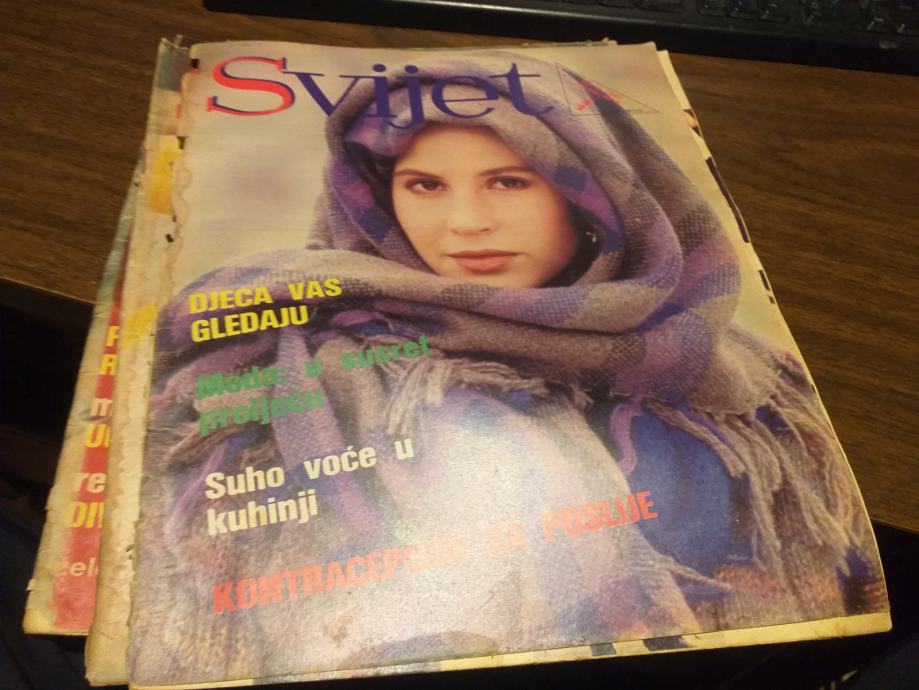 Svijet
DJECA VAS
GLEDAJU
Moda: u susret
proljeću
Suho voće u
kuhinji
KONTRACEPCIJA ZA POSLIJE